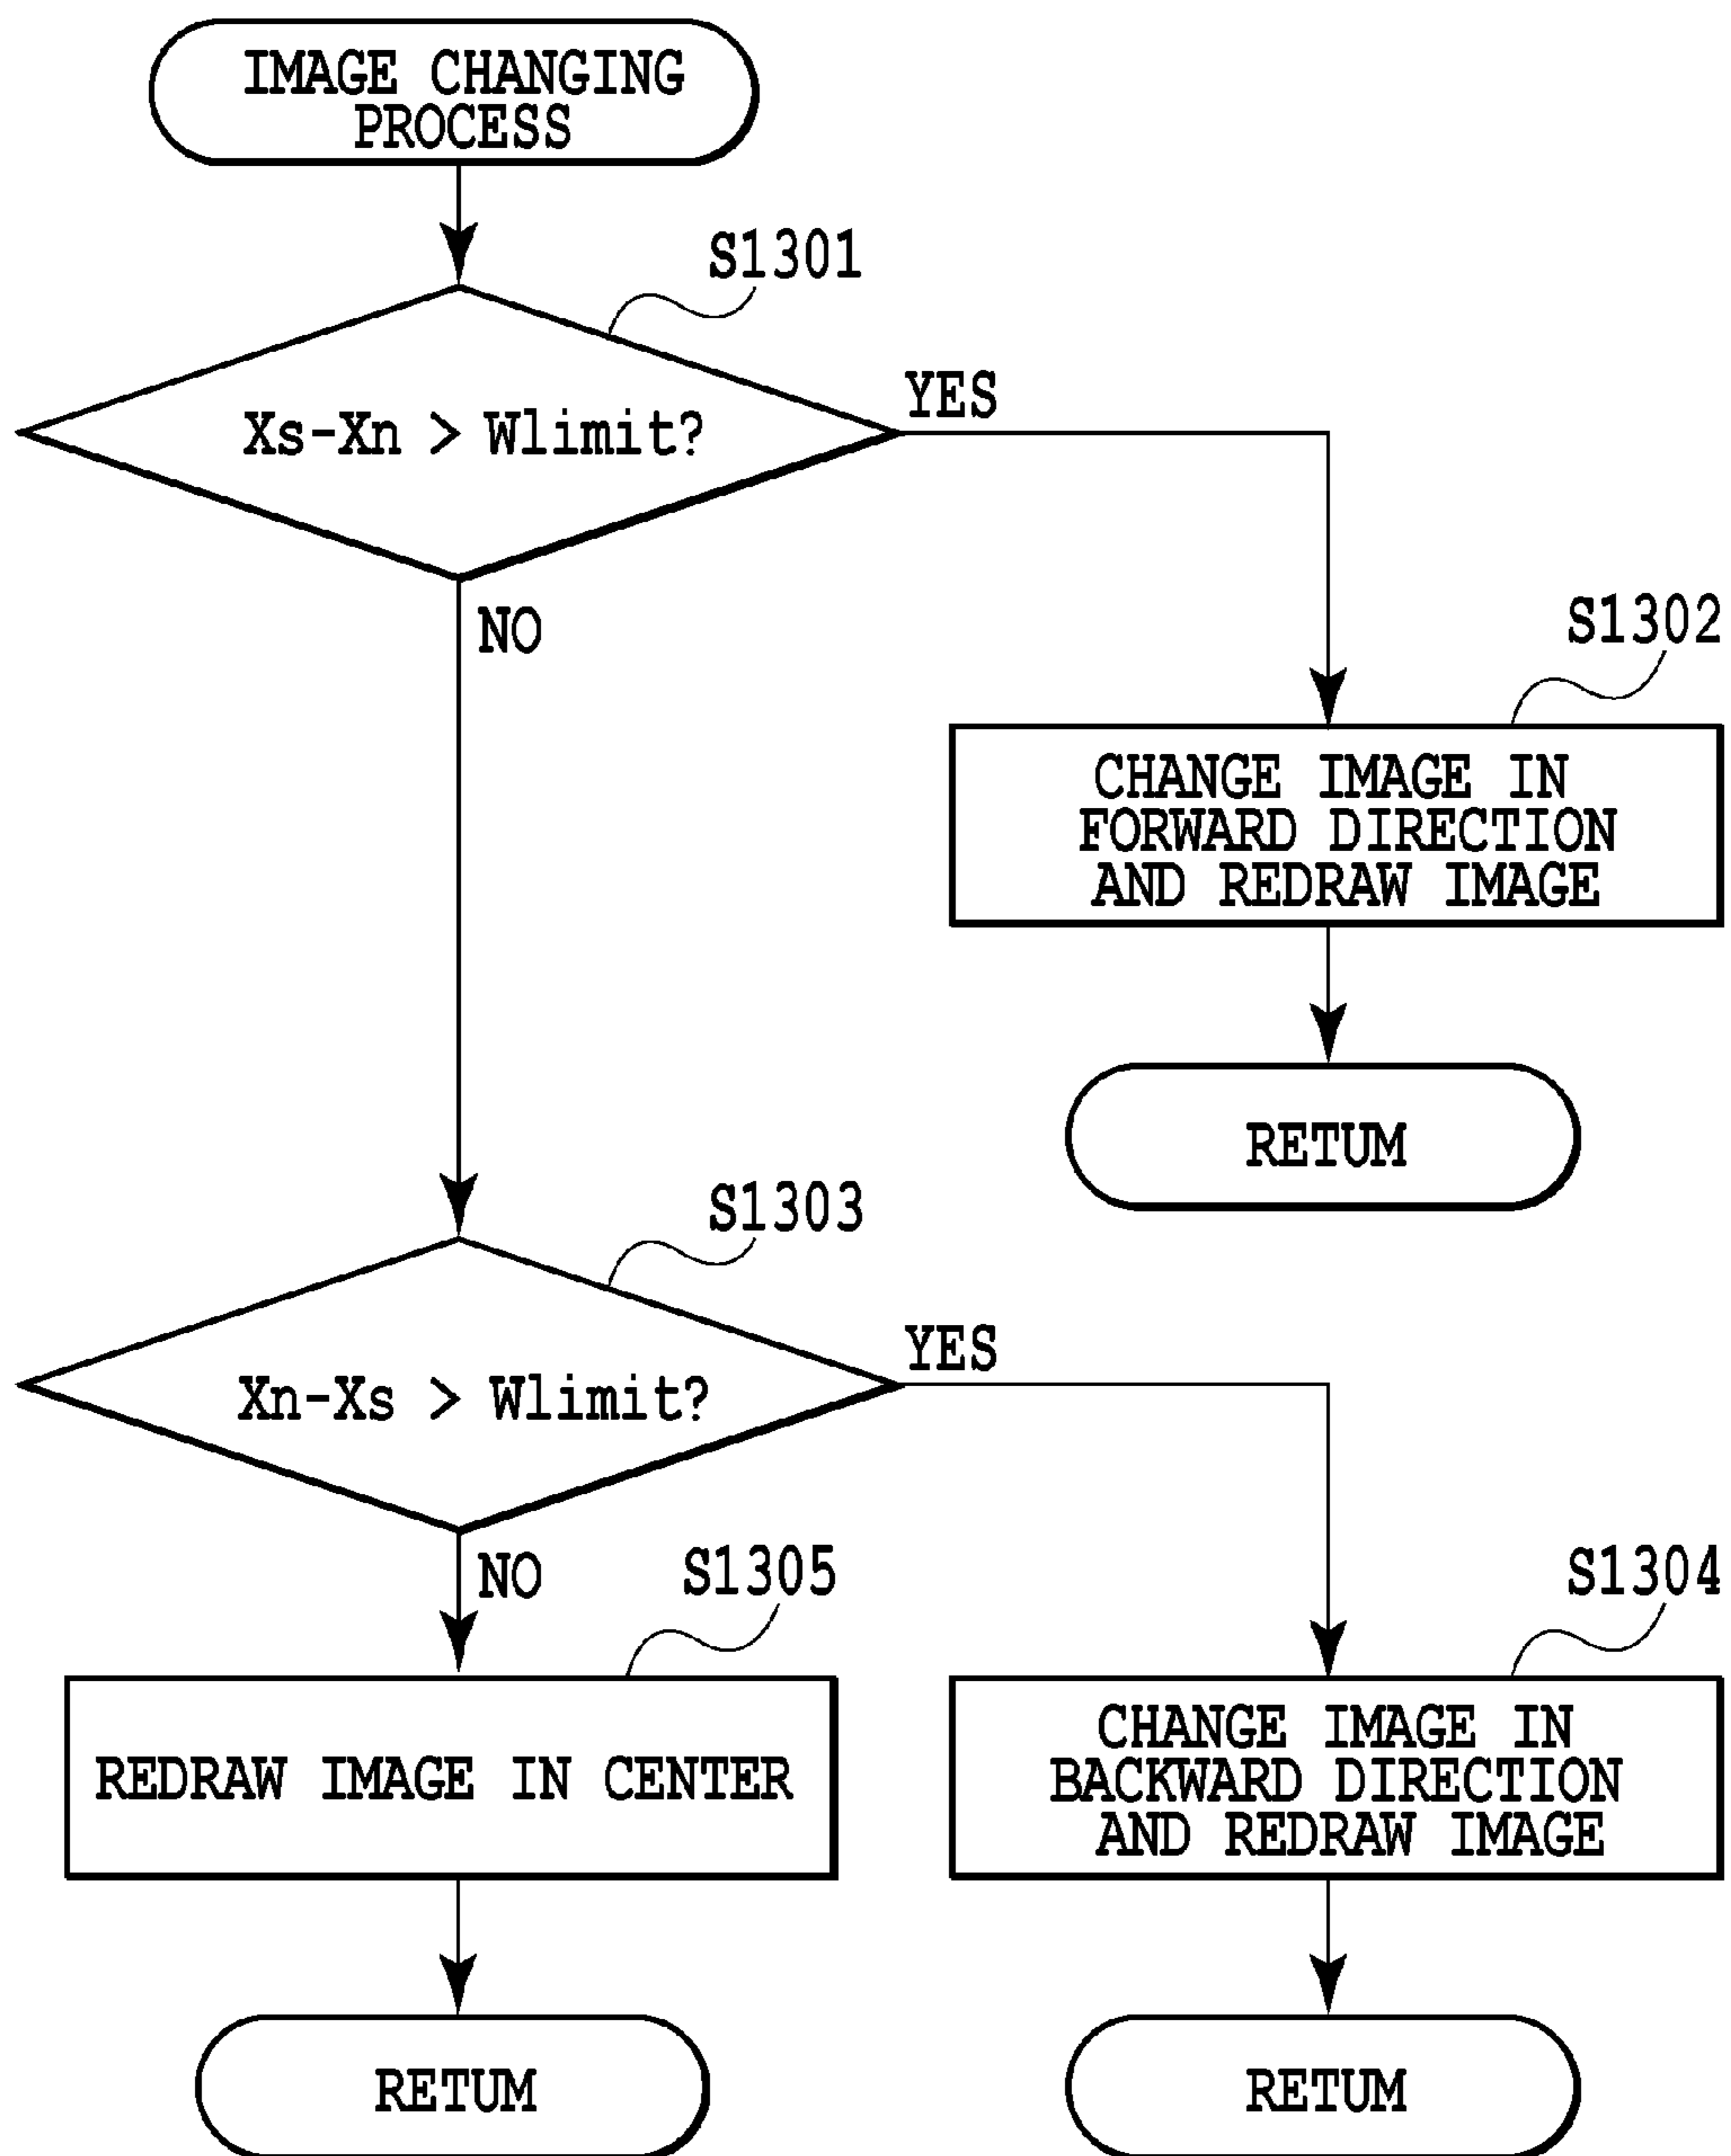 IMAGE CHANGING
PROCESS
S1301
Xs-Xn > Wlimit?
YES
NO
S1302
CHANGE IMAGE IN
FORWARD DIRECTION
AND REDRAW IMAGE
RETUM
S1303
Xn-Xs > Wlimit?
YES
NO
S1305
S1304
REDRAW IMAGE IN CENTER
CHANGE IMAGE IN
BACKWARD DIRECTION
AND REDRAW IMAGE
RETUM
RETUM